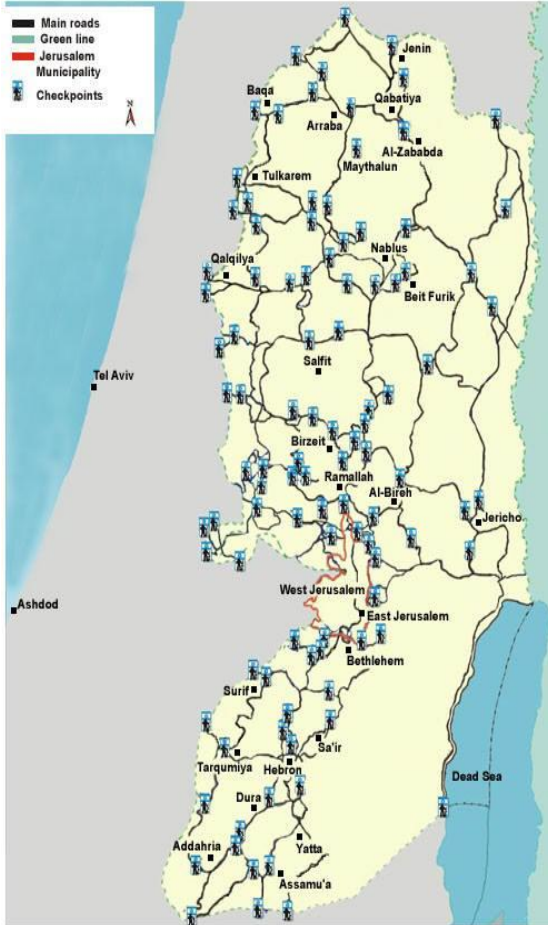 Main roads
Green line
Jerusalem
Municipality
Checkpoints
N
Jenin
Baqa
Qabatiya
Arraba
Al-Zababda
Maythalun
Tulkarem
Nablus
Qalqilya
Beit Furik
Salfit
Tel Aviv
Birzeit
Ramallah
Al-Bireh
Jericho
West Jerusalem
Ashdod
East Jerusalem
Bethlehem
Surif
Sa'ir
Tarqumiya
Hebron
Dead Sea
Dura
Addahria
Yatta
Assamu'a